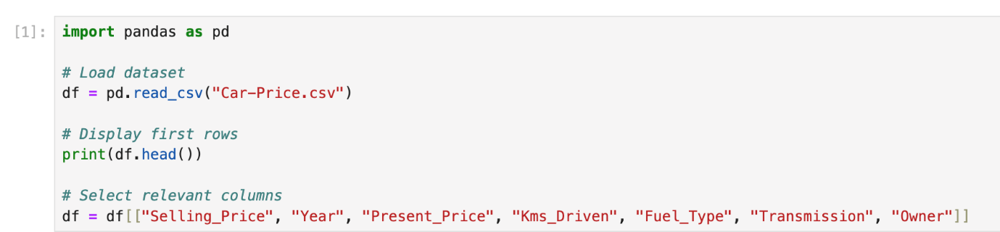 [1]: import pandas as pd
# Load dataset
df = pd.read_csv("Car-Price.csv")
# Display first rows
print(df.head())
# Select relevant columns
df = df[["Selling_Price", "Year", "Present_Price", "Kms_Driven", "Fuel_Type", "Transmission", "Owner"]]